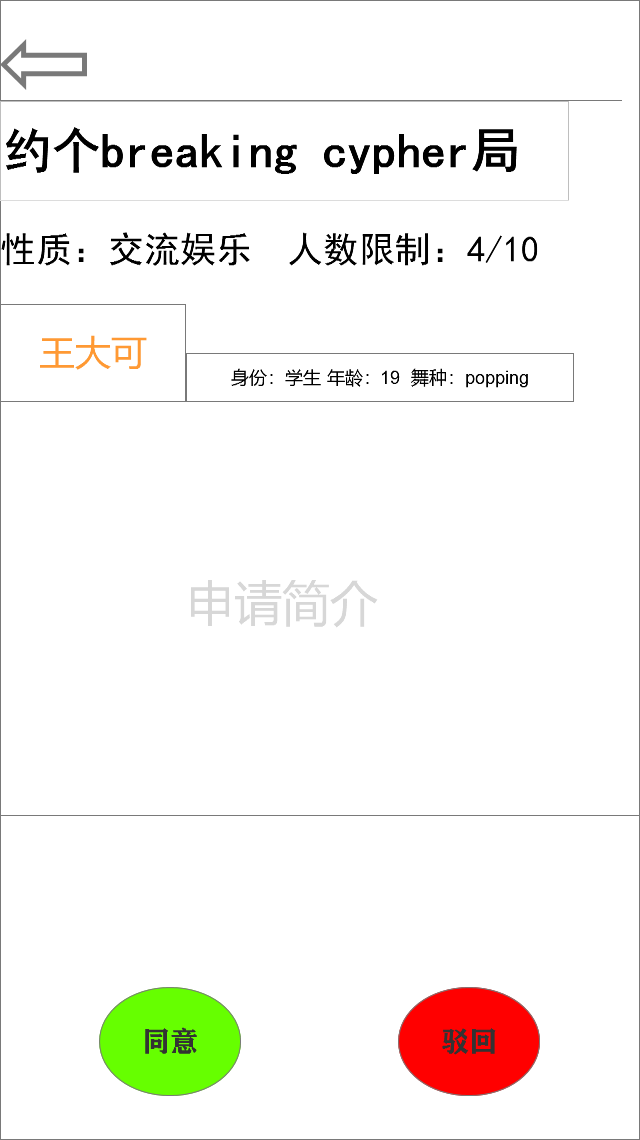 约个breaking cypher局
性质：交流娱乐 人数限制：4/10
王大可
身份：学生 年龄：19 舞种：popping
申请简介
同意 驳回